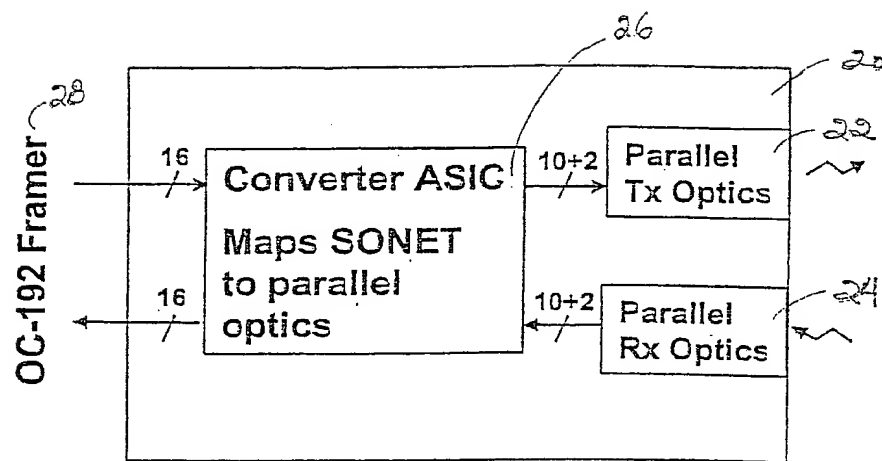 26
20
OC-192 Framer 28
16
Converter ASIC
Maps SONET
to parallel
optics
16
10+2
Parallel
Tx Optics
22
10+2
Parallel
Rx Optics
24